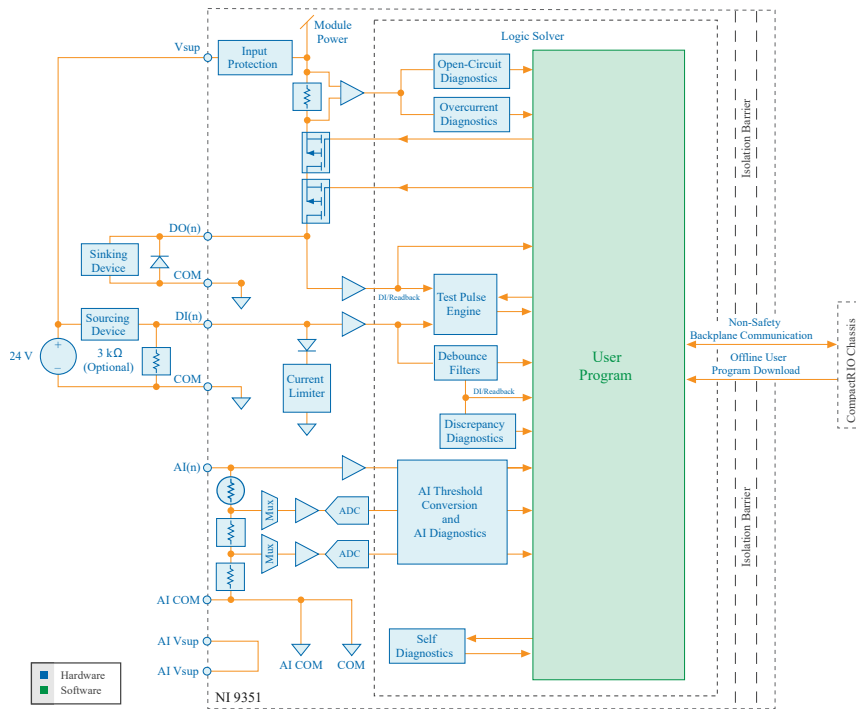 Module
Power
Logic Solver
Vsup
Input
Protection
Open-Circuit
Diagnostics
Overcurrent
Diagnostics
Isolation Barrier
DO(n)
Sinking
Device
COM
DI/Readback
Test Pulse
Engine
DI(n)
Sourcing
Device
24 V
+
−
3 kΩ
(Optional)
COM
Current
Limiter
Debounce
Filters
DI/Readback
Discrepancy
Diagnostics
User
Program
Non-Safety
Backplane Communication
Offline User
Program Download
CompactRIO Chassis
AI(n)
Mux
ADC
Mux
ADC
AI Threshold
Conversion
and
AI Diagnostics
Isolation Barrier
AI COM
AI Vsup
AI Vsup
AI COM
COM
Self
Diagnostics
Hardware
Software
NI 9351